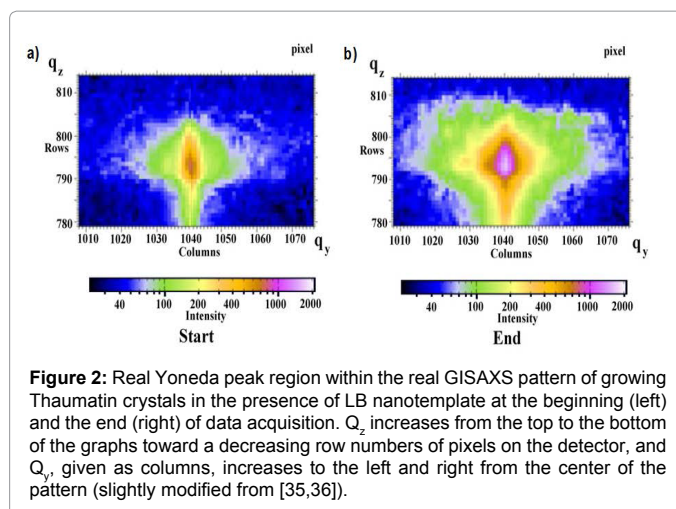 a)
q_z
pixel
810
800
Rows
790
780
1010 1020 1030 1040 1050 1060 1070
Columns
q_y
40 100 200 400 1000 2000
Intensity
Start
b)
q_z
pixel
810
800
Rows
790
780
1010 1020 1030 1040 1050 1060 1070
Columns
q_y
40 100 200 400 1000 2000
Intensity
End
Figure 2: Real Yoneda peak region within the real GISAXS pattern of growing
Thaumatin crystals in the presence of LB nanotemplate at the beginning (left)
and the end (right) of data acquisition. Q_z increases from the top to the bottom
of the graphs toward a decreasing row numbers of pixels on the detector, and
Q_y, given as columns, increases to the left and right from the center of the
pattern (slightly modified from [35,36]).